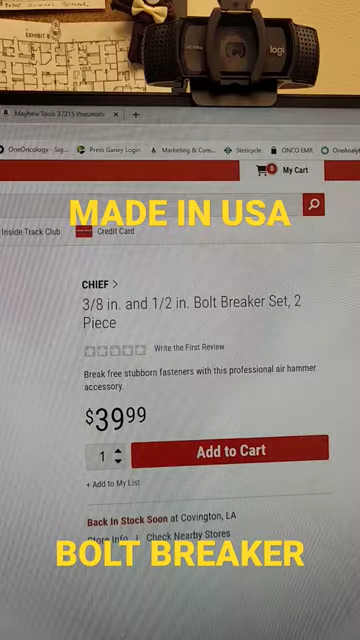 EXHIBIT B
logi
Mayhew Tools 37315 Pneumatic
OneOncology - Sig...
Press Ganey Login
Marketing & Com...
Stericycle
ONCO EMR
OneAnalyt
0
My Cart
MADE IN USA
Inside Track Club
Credit Card
CHIEF >
3/8 in. and 1/2 in. Bolt Breaker Set, 2
Piece
Write the First Review
Break free stubborn fasteners with this professional air hammer
accessory.
$39.99
1
Add to Cart
+ Add to My List
Back In Stock Soon at Covington, LA
Store Info | Check Nearby Stores
BOLT BREAKER